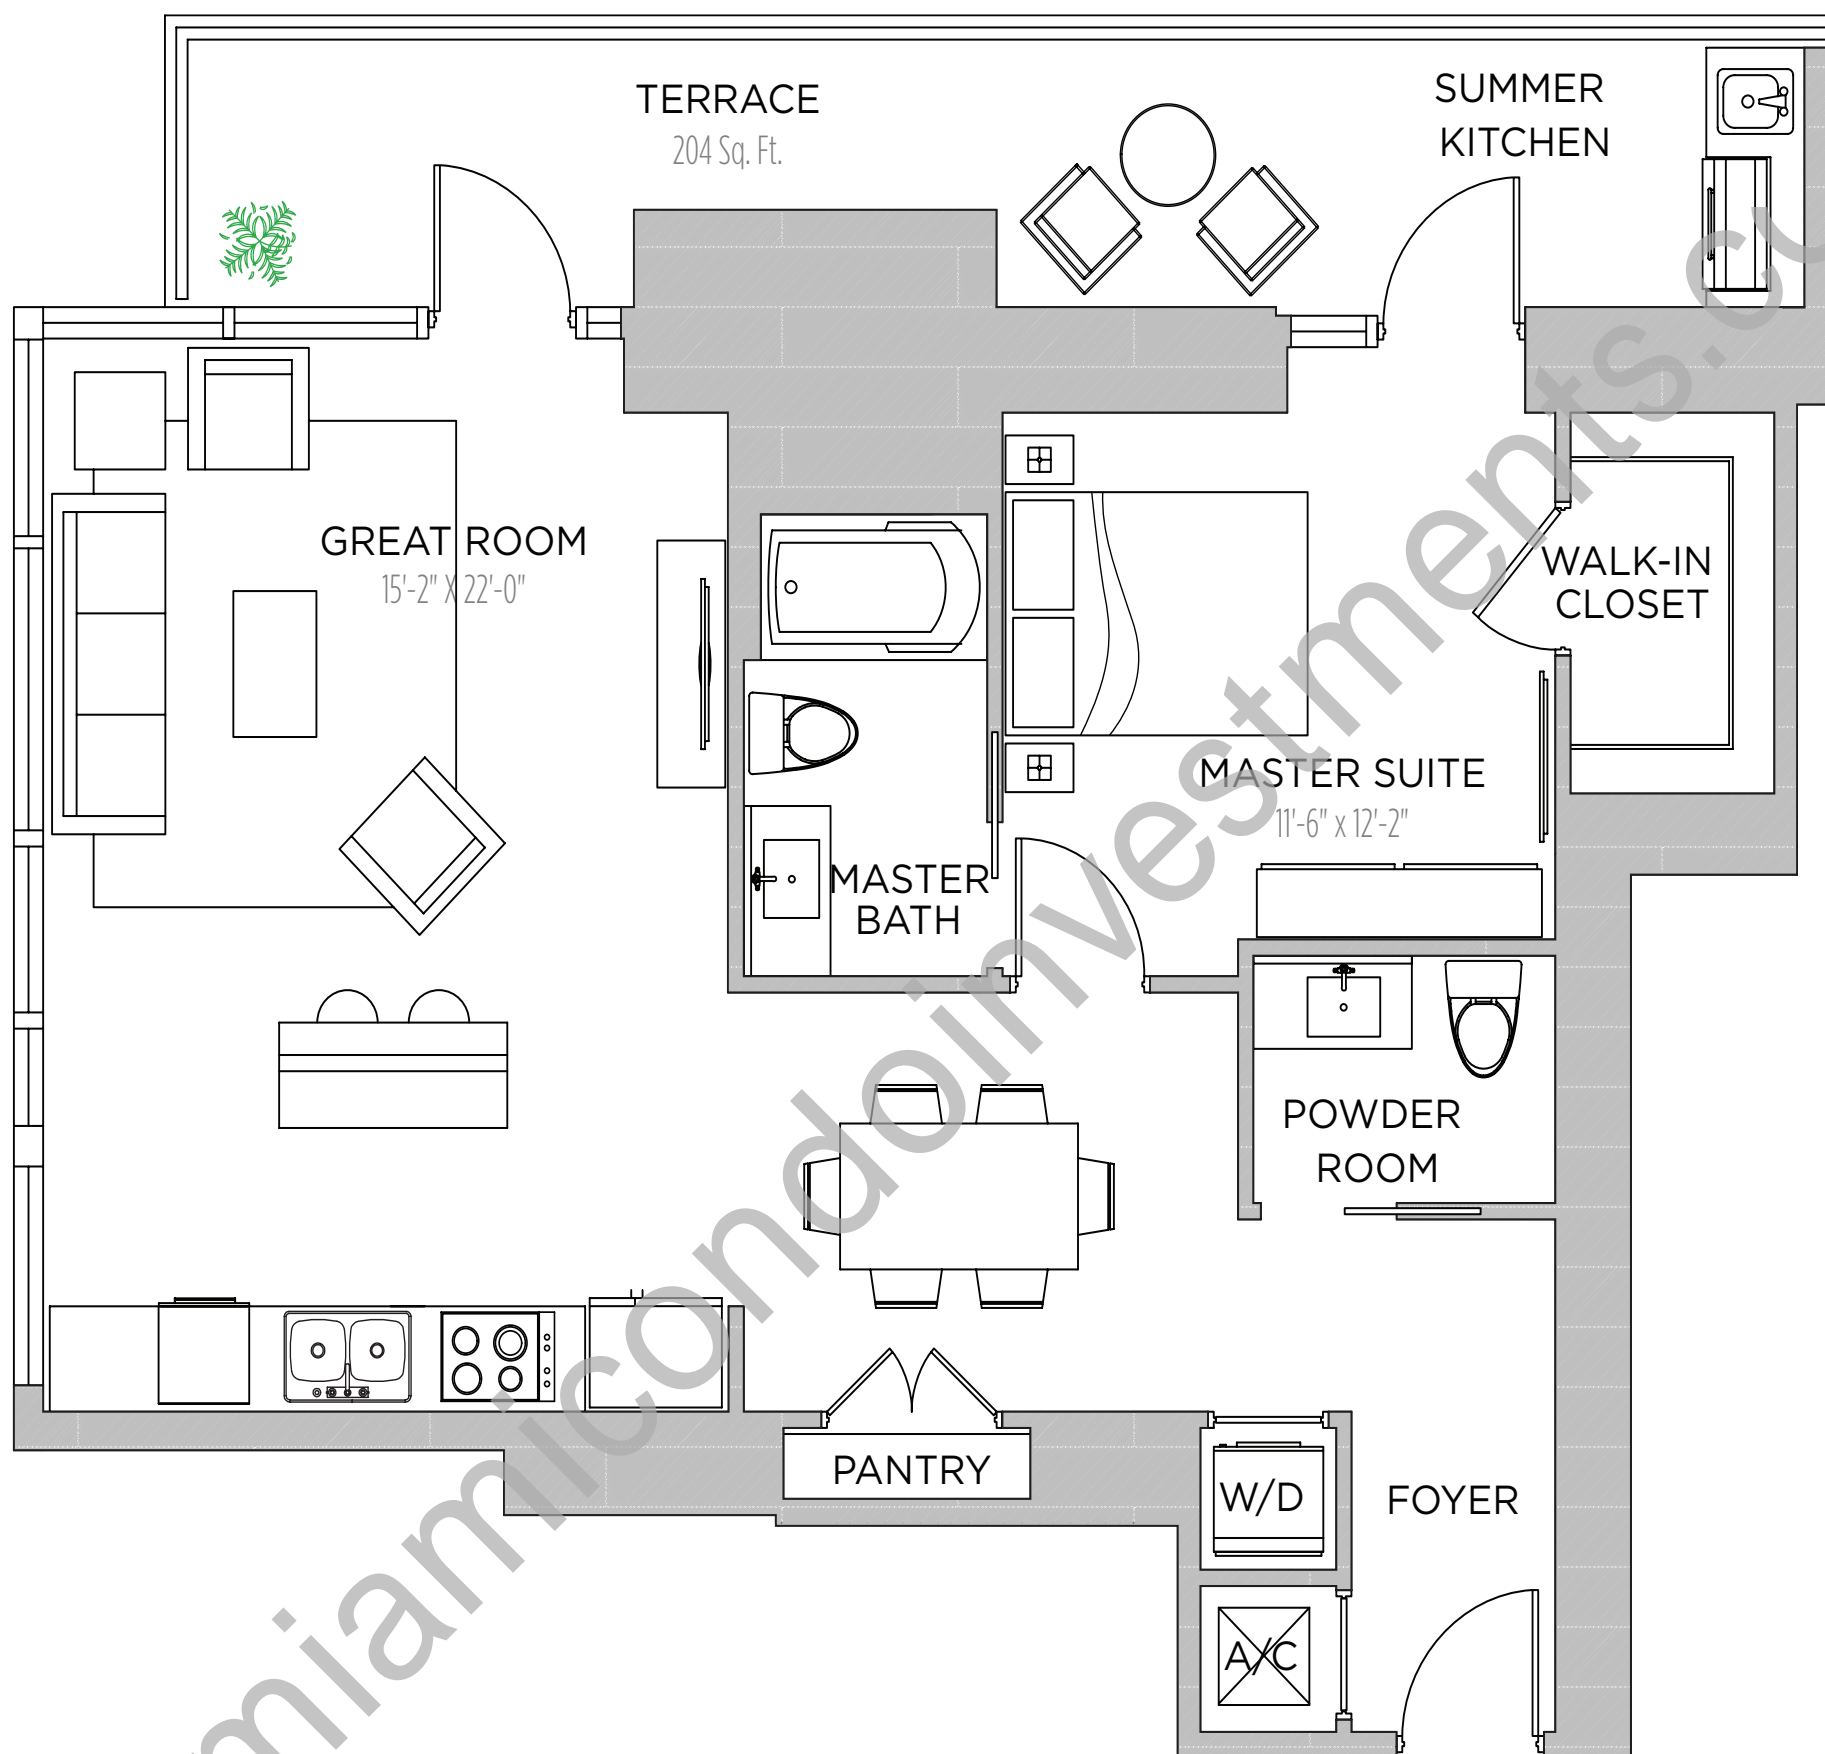 TERRACE
204 Sq. Ft.
SUMMER
KITCHEN
GREAT ROOM
15'-2" X 22'-0"
WALK-IN
CLOSET
MASTER SUITE
11'-6" x 12'-2"
MASTER
BATH
POWDER
ROOM
PANTRY
W/D
FOYER
A/C
miamicondoinvestments.co